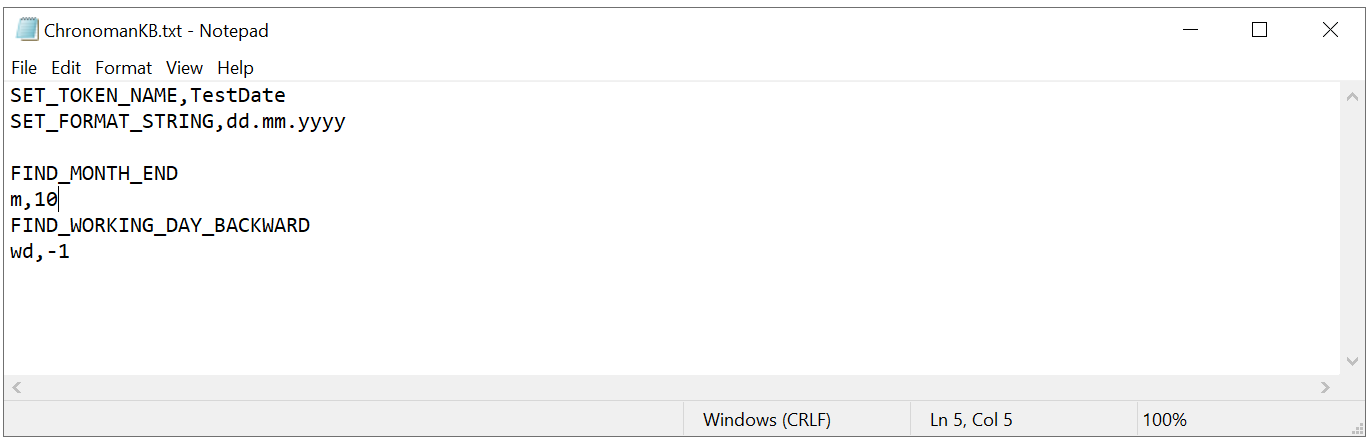 ChronomanKB.txt - Notepad
File Edit Format View Help
SET_TOKEN_NAME,TestDate
SET_FORMAT_STRING,dd.mm.yyyy
FIND_MONTH_END
m,10
FIND_WORKING_DAY_BACKWARD
wd,-1
Windows (CRLF) Ln 5, Col 5 100%